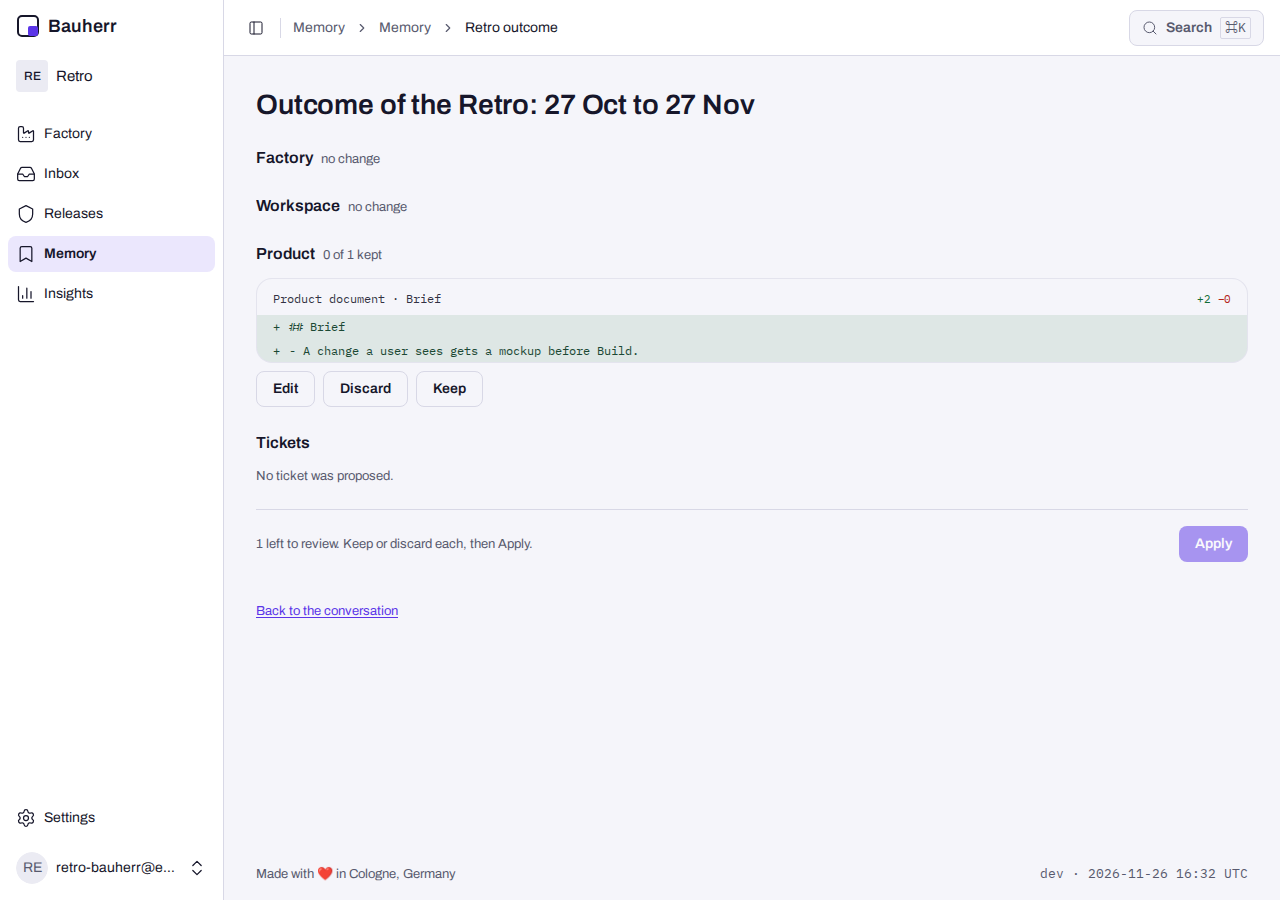 Bauherr
RE Retro
Factory
Inbox
Releases
Memory
Insights
Settings
RE retro-bauherr@e...
Memory > Memory > Retro outcome
Search ⌘K
Outcome of the Retro: 27 Oct to 27 Nov
Factory no change
Workspace no change
Product 0 of 1 kept
Product document · Brief +2 −0
+ ## Brief
+ - A change a user sees gets a mockup before Build.
Edit Discard Keep
Tickets
No ticket was proposed.
1 left to review. Keep or discard each, then Apply.
Apply
Back to the conversation
Made with ❤️ in Cologne, Germany
dev · 2026-11-26 16:32 UTC